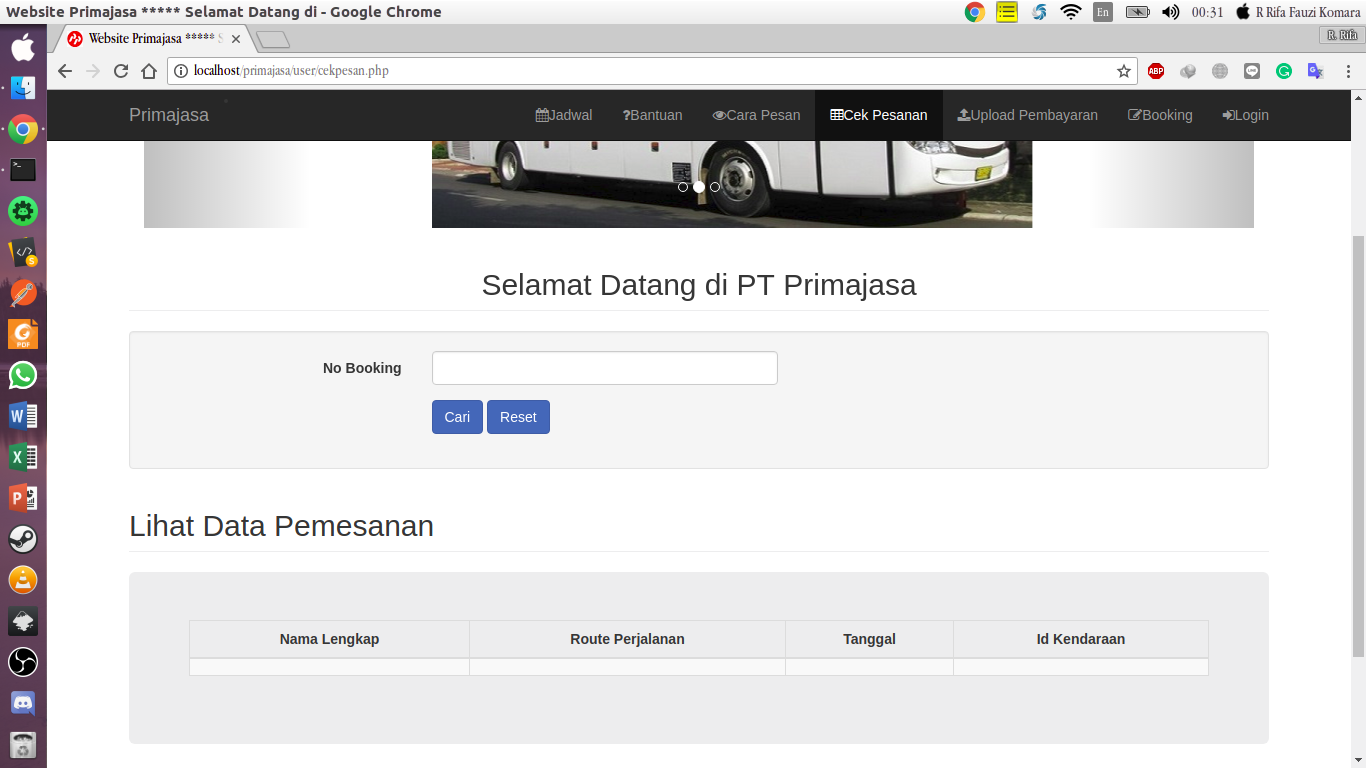 Website Primajasa ***** Selamat Datang di - Google Chrome
En
00:31
R Rifa Fauzi Komara
Website Primajasa ***** S
R. Rifa
localhost/primajasa/user/cekpesan.php
ABP
Primajasa
Jadwal
?Bantuan
Cara Pesan
Cek Pesanan
Upload Pembayaran
Booking
Login
Selamat Datang di PT Primajasa
No Booking
Cari
Reset
Lihat Data Pemesanan
Nama Lengkap
Route Perjalanan
Tanggal
Id Kendaraan